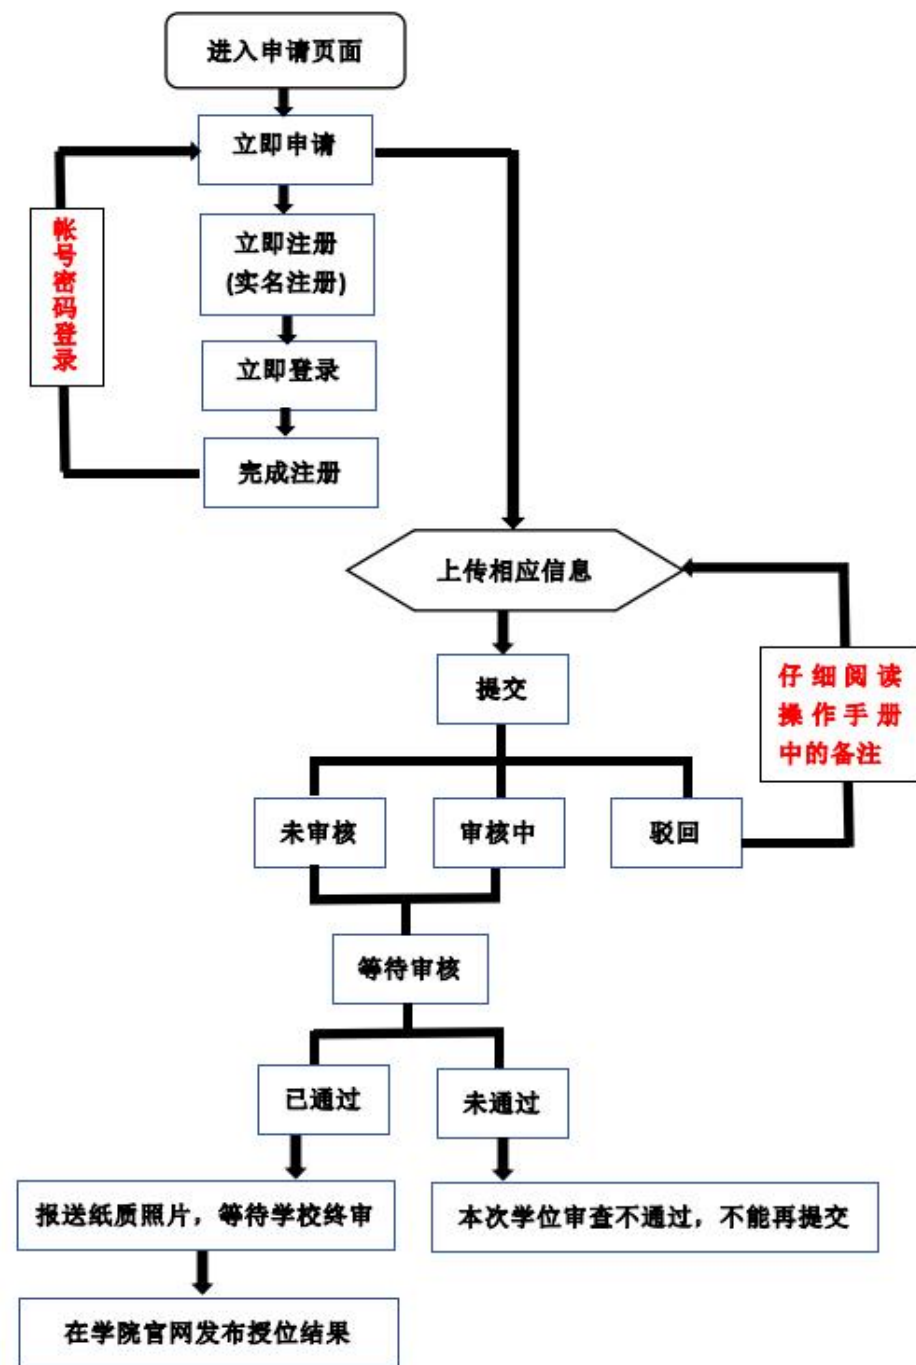 进入申请页面
立即申请
帐号密码登录
立即注册
(实名注册)
立即登录
完成注册
上传相应信息
提交
仔细阅读
操作手册
中的备注
未审核
审核中
驳回
等待审核
已通过
未通过
报送纸质照片，等待学校终审
本次学位审查不通过，不能再提交
在学院官网发布授位结果